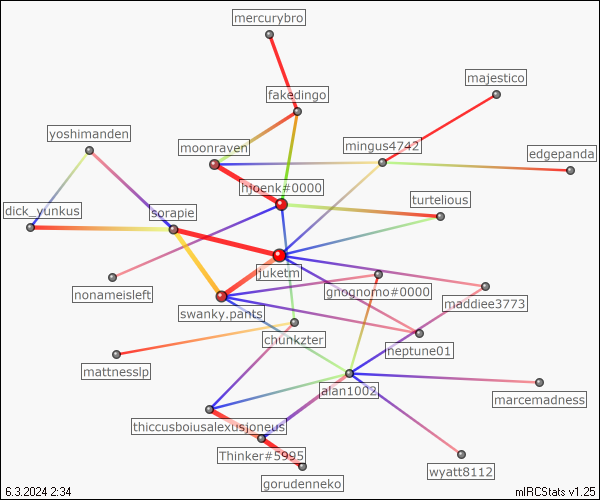 mercurybro
majestico
fakedingo
yoshimanden
moonraven
mingus4742
edgepanda
hjoenk#0000
turtelious
dick_yunkus
sorapie
juketm
nonameisleft
gnognomo#0000
maddiee3773
swanky.pants
chunkzter
neptune01
mattnesslp
alan1002
marcemadness
thiccusboiusalexusjoneus
Thinker#5995
wyatt8112
gorudenneko
6.3.2024 2:34
mIRCStats v1.25